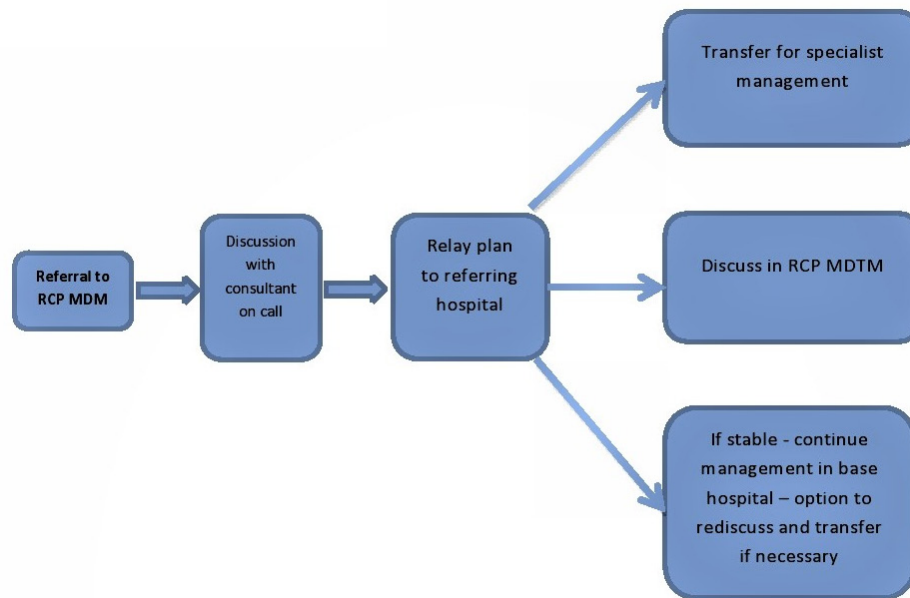 Transfer for specialist
management
Referral to
RCP MDM
Discussion
with
consultant
on call
Relay plan
to referring
hospital
Discuss in RCP MDTM
If stable - continue
management in base
hospital – option to
rediscuss and transfer
if necessary